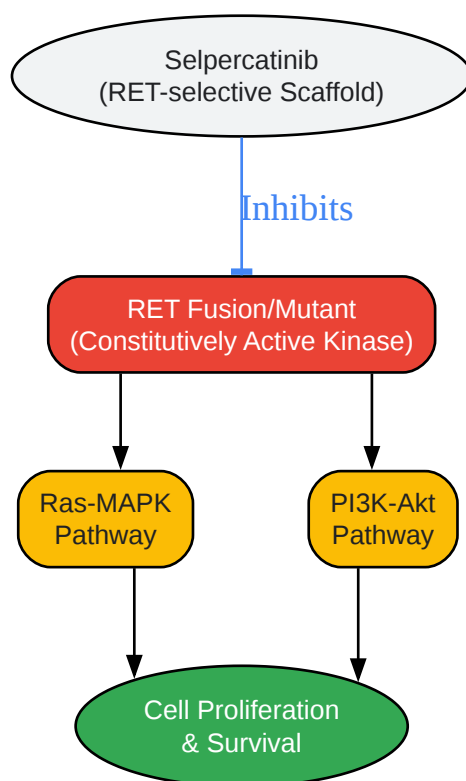 Selpercatinib
(RET-selective Scaffold)
Inhibits
RET Fusion/Mutant
(Constitutively Active Kinase)
Ras-MAPK
Pathway
PI3K-Akt
Pathway
Cell Proliferation
& Survival